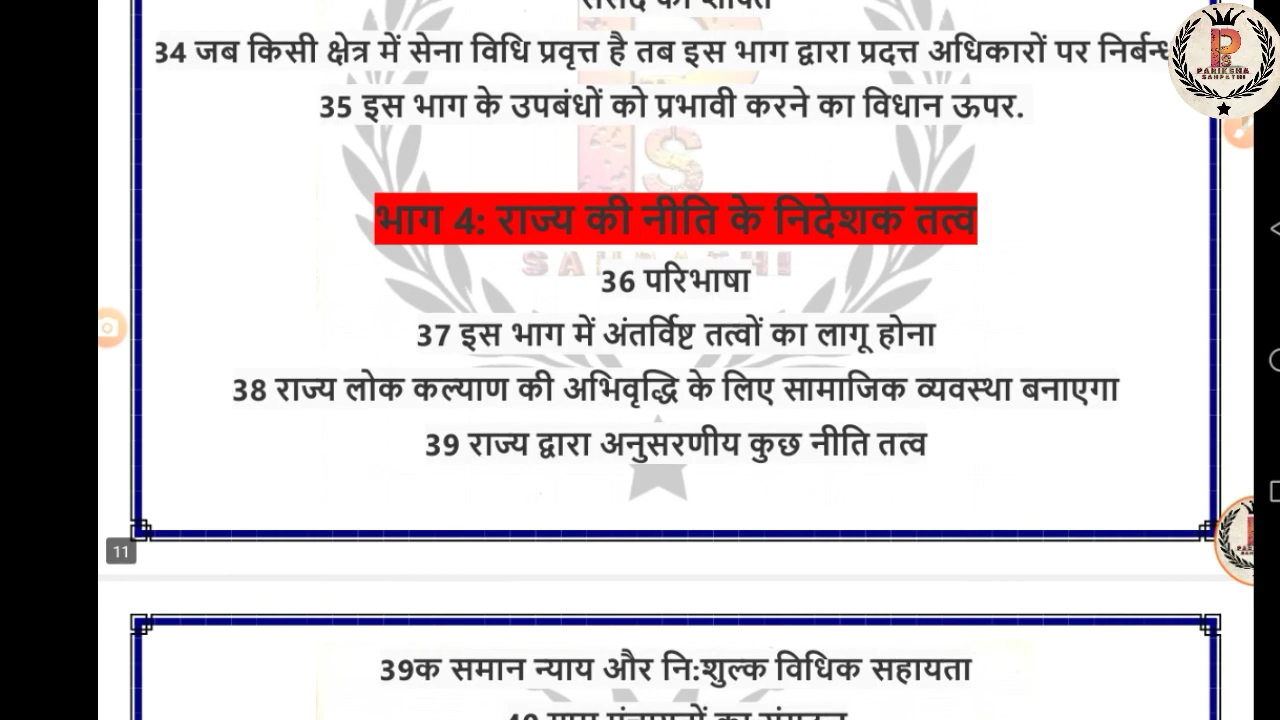 34 जब किसी क्षेत्र में सेना विधि प्रवृत्त है तब इस भाग द्वारा प्रदत्त अधिकारों पर
35 इस भाग के उपबंधों को प्रभावी करने का विधान ऊपर.
भाग 4: राज्य की नीति के निदेशक तत्व
36 परिभाषा
37 इस भाग में अंतर्विष्ट तत्वों का लागू होना
38 राज्य लोक कल्याण की अभिवृद्धि के लिए सामाजिक व्यवस्था बनाएगा
39 राज्य द्वारा अनुसरणीय कुछ नीति तत्व
11
39क समान न्याय और नि:शुल्क विधिक सहायता